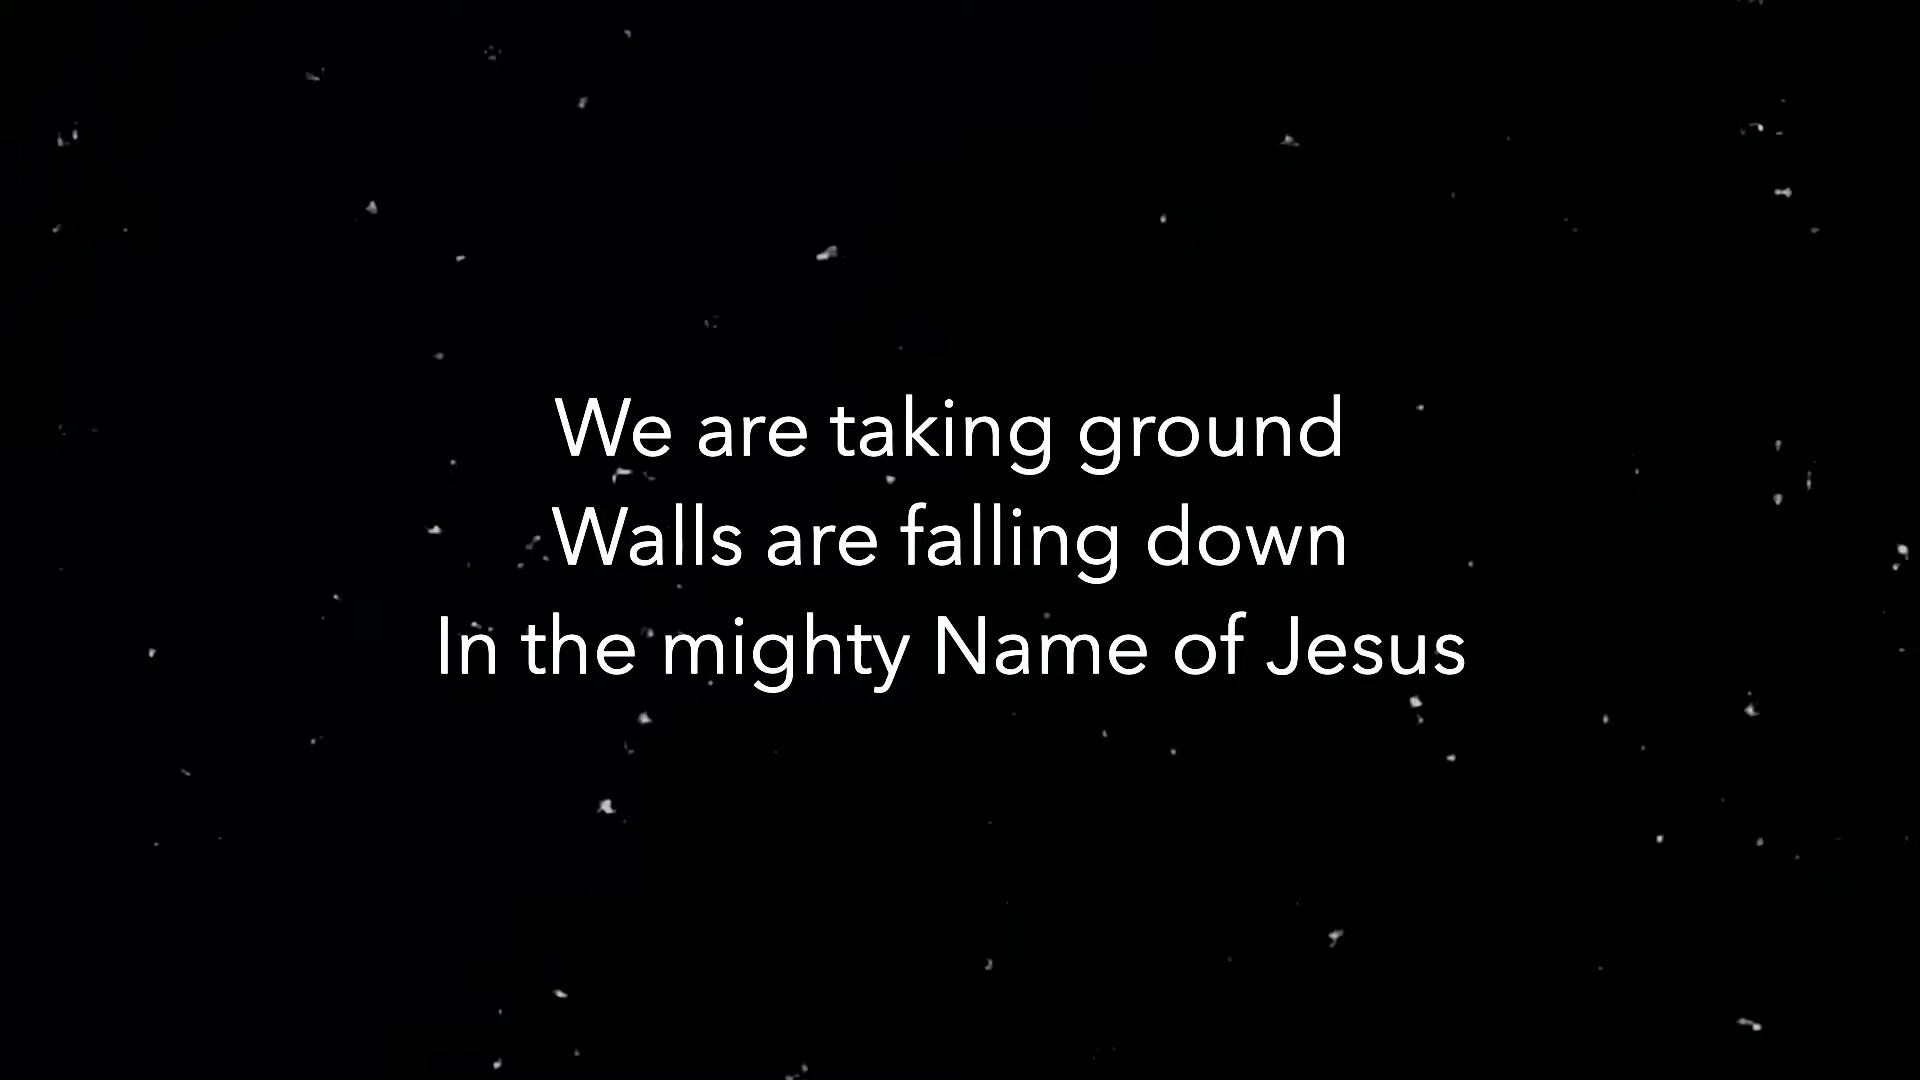 We are taking ground
Walls are falling down
In the mighty Name of Jesus